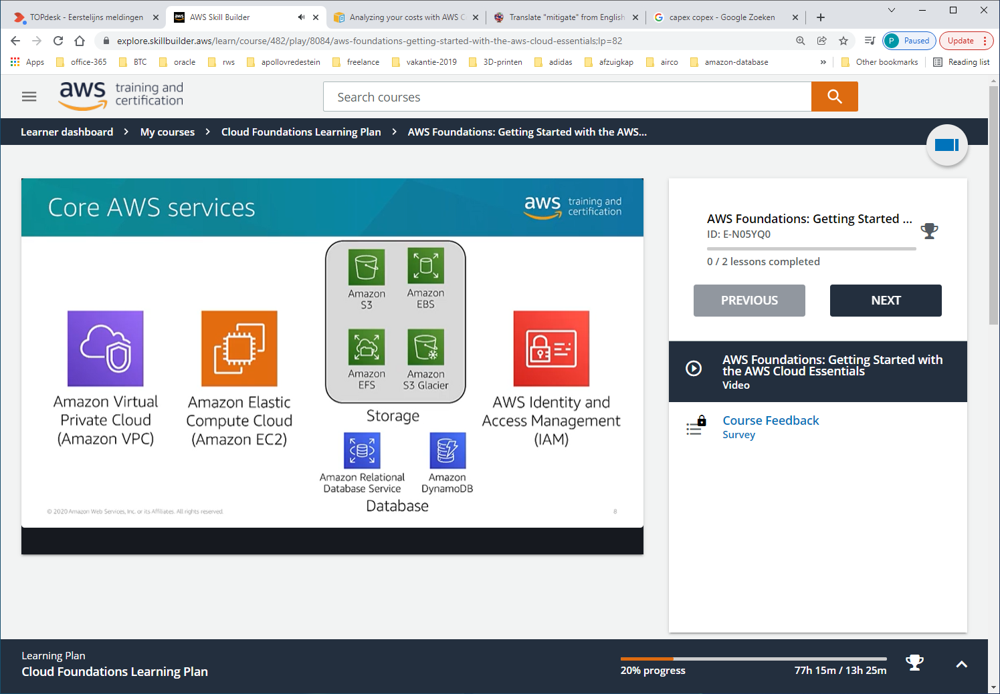 TOPdesk - Eerstelijns meldingen
AWS Skill Builder
Analyzing your costs with AWS C
Translate "mitigate" from English
capex copex - Google Zoeken
explore.skillbuilder.aws/learn/course/482/play/8084/aws-foundations-getting-started-with-the-aws-cloud-essentials;lp=82
P Paused
Update
Apps
office-365
BTC
oracle
rws
apollovredestein
freelance
vakantie-2019
3D-printen
adidas
afzuigkap
airco
amazon-database
»
Other bookmarks
Reading list
aws training and certification
Search courses
Learner dashboard > My courses > Cloud Foundations Learning Plan > AWS Foundations: Getting Started with the AWS...
Core AWS services
aws training and certification
Amazon Virtual
Private Cloud
(Amazon VPC)
Amazon Elastic
Compute Cloud
(Amazon EC2)
Amazon
S3
Amazon
EBS
Amazon
EFS
Amazon
S3 Glacier
Storage
Amazon Relational
Database Service
Amazon
DynamoDB
Database
AWS Identity and
Access Management
(IAM)
© 2020 Amazon Web Services, Inc. or its Affiliates. All rights reserved.
8
AWS Foundations: Getting Started ...
ID: E-N05YQ0
0 / 2 lessons completed
PREVIOUS
NEXT
AWS Foundations: Getting Started with
the AWS Cloud Essentials
Video
Course Feedback
Survey
Learning Plan
Cloud Foundations Learning Plan
20% progress
77h 15m / 13h 25m